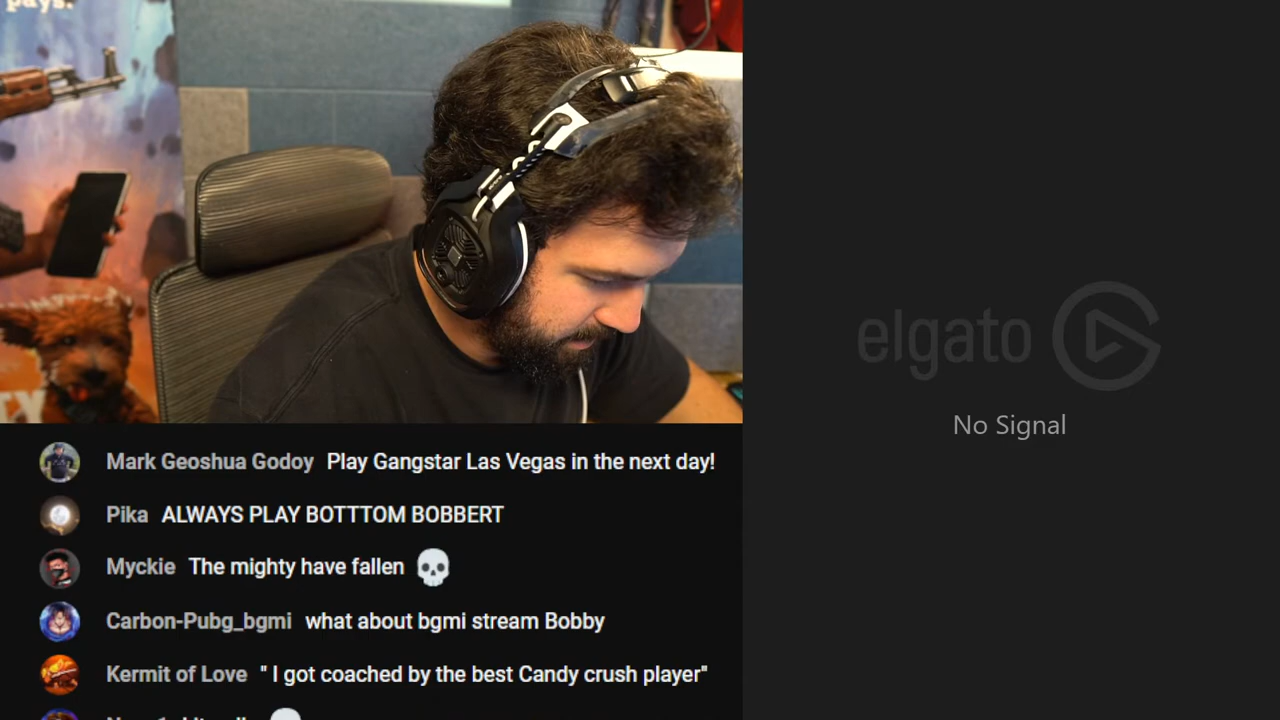 pays.
TY
elgato
No Signal
Mark Geoshua Godoy Play Gangstar Las Vegas in the next day!
Pika ALWAYS PLAY BOTTTOM BOBBERT
Myckie The mighty have fallen
Carbon-Pubg_bgmi what about bgmi stream Bobby
Kermit of Love " I got coached by the best Candy crush player"